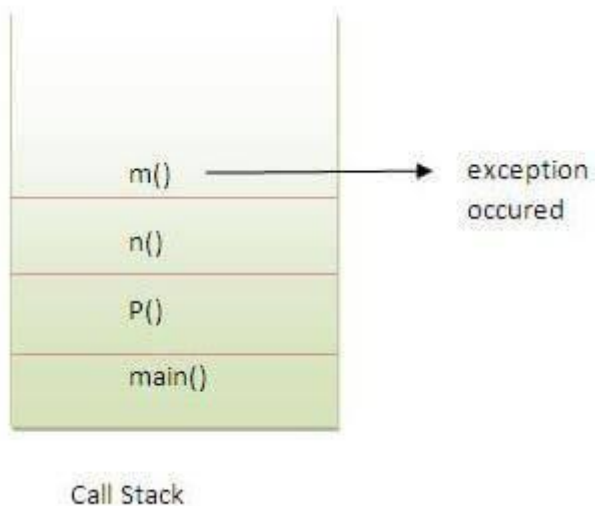 m()
exception
occured
n()
P()
main()
Call Stack